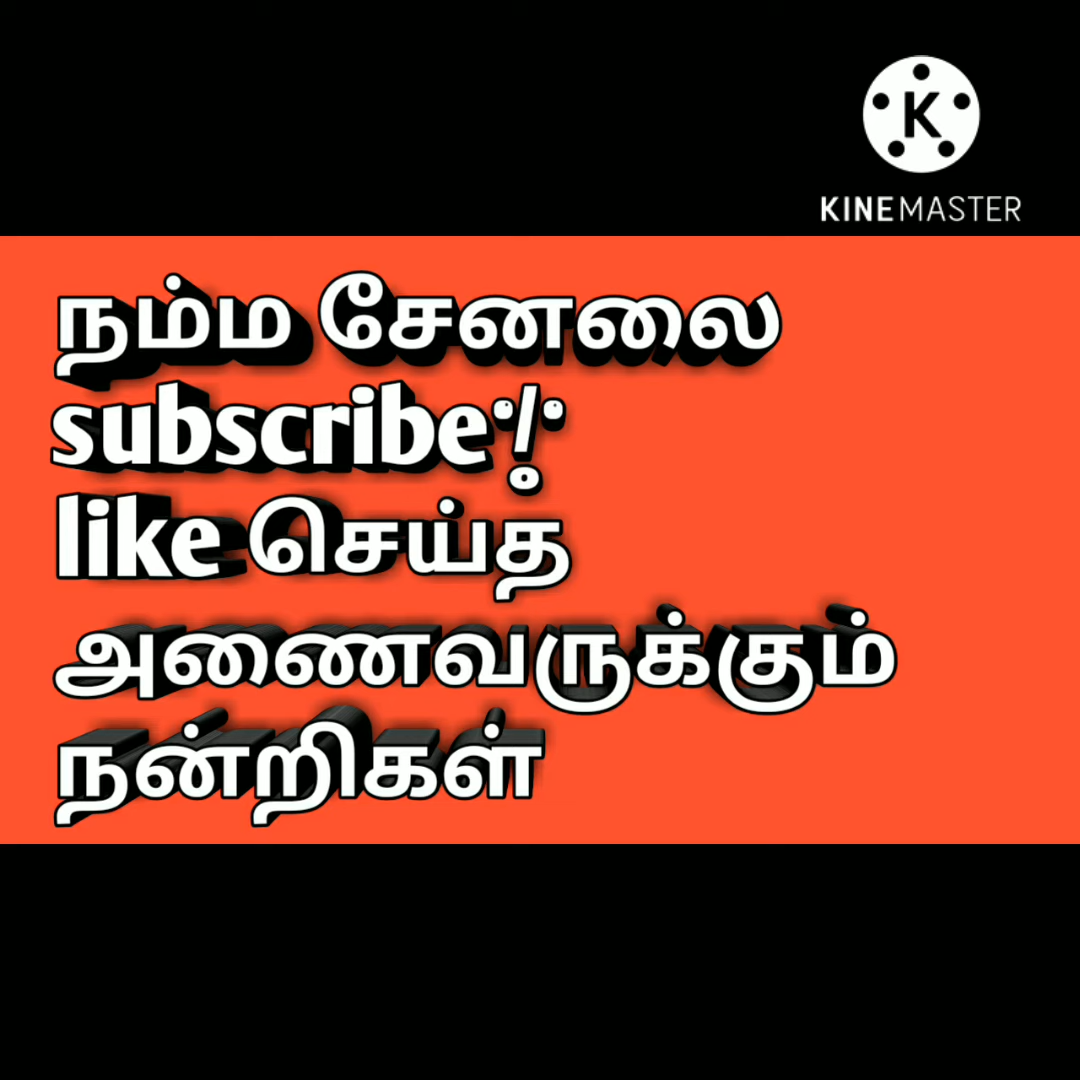 K
KINEMASTER
நம்ம சேனலை
subscribe
like செய்த
அணைவருக்கும்
நன்றிகள்